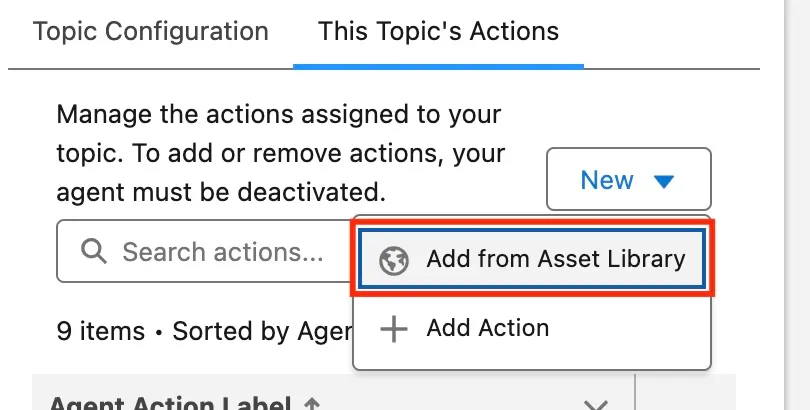 Topic Configuration
This Topic's Actions
Manage the actions assigned to your
topic. To add or remove actions, your
agent must be deactivated.
New
Search actions...
Add from Asset Library
Add Action
9 items • Sorted by Agen
Agent Action Label ↑